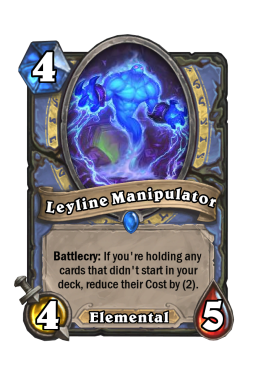 4
Leyline Manipulator
Battlecry: If you're holding any
cards that didn't start in your
deck, reduce their Cost by (2).
4 Elemental 5